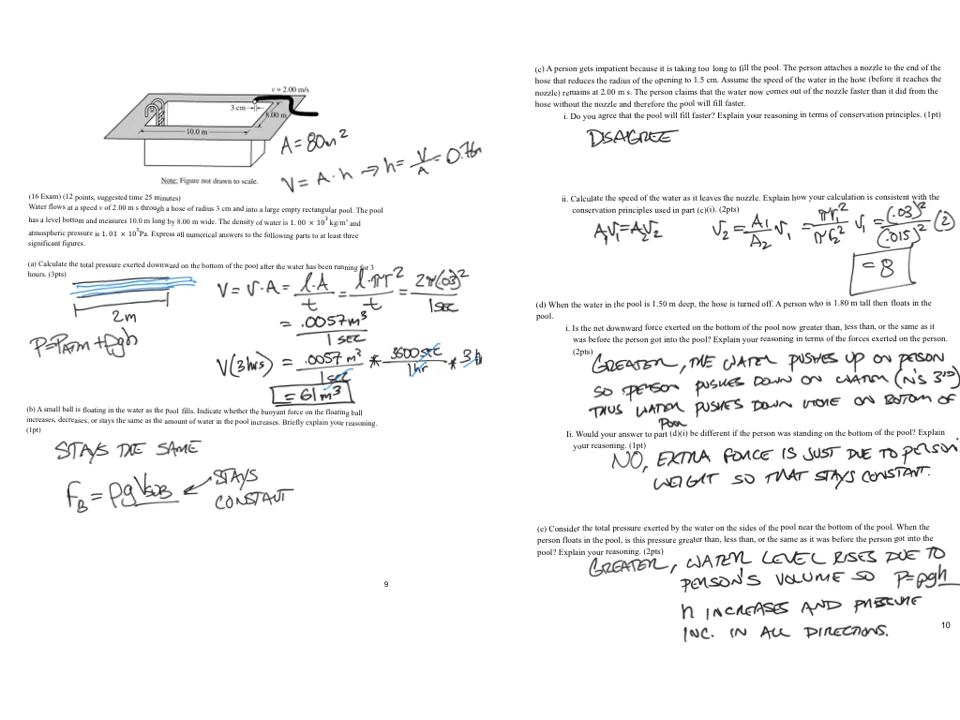 v = 2.00 m/s
3 cm
8.00 m
10.0 m
A = 80m²
Note: Figure not drawn to scale.
V = A · h → h = V/A = 0.76m
(16 Exam) (12 points, suggested time 25 minutes)
Water flows at a speed v of 2.00 m s through a hose of radius 3 cm and into a large empty rectangular pool. The pool
has a level bottom and measures 10.0 m long by 8.00 m wide. The density of water is 1. 00 × 10³ kg/m³ and
atmospheric pressure is 1. 01 × 10⁵Pa. Express all numerical answers to the following parts to at least three
significant figures.
(a) Calculate the total pressure exerted downward on the bottom of the pool after the water has been running for 3
hours. (3pts)
2m
P=PATM + ρgh
V = v·A = l·A/t = l·πr²/t = 2π(.03)²/1 SEC
= .0057m³/1 SEC
V(3hrs) = .0057 m³/1 sec * 3600 sec/1hr * 3h
= 61m³
(b) A small ball is floating in the water as the pool fills. Indicate whether the buoyant force on the floating ball
increases, decreases, or stays the same as the amount of water in the pool increases. Briefly explain your reasoning.
(1pt)
STAYS THE SAME
FB = ρgVSUB ← STAYS
CONSTANT
9
(c) A person gets impatient because it is taking too long to fill the pool. The person attaches a nozzle to the end of the
hose that reduces the radius of the opening to 1.5 cm. Assume the speed of the water in the hose (before it reaches the
nozzle) remains at 2.00 m s. The person claims that the water now comes out of the nozzle faster than it did from the
hose without the nozzle and therefore the pool will fill faster.
i. Do you agree that the pool will fill faster? Explain your reasoning in terms of conservation principles. (1pt)
DISAGREE
ii. Calculate the speed of the water as it leaves the nozzle. Explain how your calculation is consistent with the
conservation principles used in part (c)(i). (2pts)
A₁V₁=A₂V₂
V₂ = A₁/A₂ V₁ = πr₁²/πr₂² V₁ = (.03)²/(.015)² (2)
= 8
(d) When the water in the pool is 1.50 m deep, the hose is turned off. A person who is 1.80 m tall then floats in the
pool.
i. Is the net downward force exerted on the bottom of the pool now greater than, less than, or the same as it
was before the person got into the pool? Explain your reasoning in terms of the forces exerted on the person.
(2pts)
GREATER, THE WATER PUSHES UP ON PERSON
SO PERSON PUSHES DOWN ON WATER (N'S 3RD)
THUS WATER PUSHES DOWN MORE ON BOTTOM OF
POOL
Ii. Would your answer to part (d)(i) be different if the person was standing on the bottom of the pool? Explain
your reasoning. (1pt)
NO, EXTRA FORCE IS JUST DUE TO PERSON
WEIGHT SO THAT STAYS CONSTANT.
(e) Consider the total pressure exerted by the water on the sides of the pool near the bottom of the pool. When the
person floats in the pool, is this pressure greater than, less than, or the same as it was before the person got into the
pool? Explain your reasoning. (2pts)
GREATER, WATER LEVEL RISES DUE TO
PERSON'S VOLUME SO P=ρgh
h INCREASES AND PRESSURE
INC. IN ALL DIRECTIONS.
10